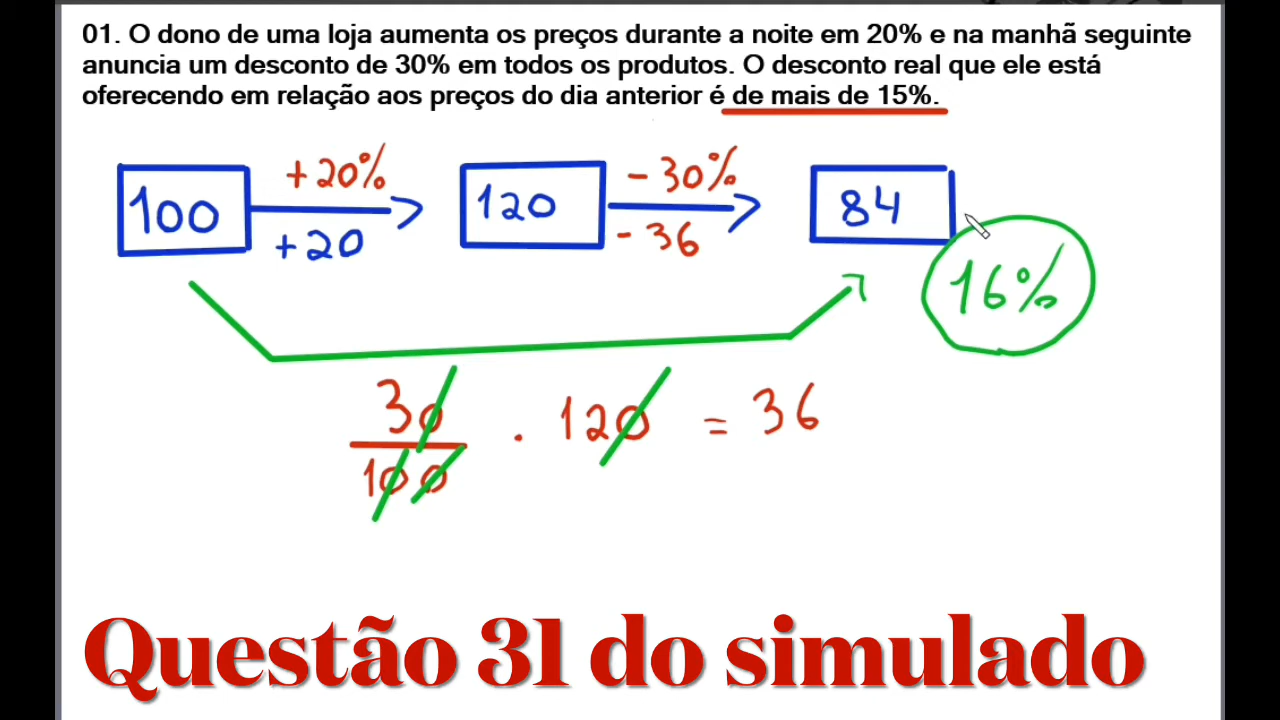 01. O dono de uma loja aumenta os preços durante a noite em 20% e na manhã seguinte
anuncia um desconto de 30% em todos os produtos. O desconto real que ele está
oferecendo em relação aos preços do dia anterior é de mais de 15%.
+20% -30%
100 120 84
+20 -36
16%
30
100 . 120 = 36
Questão 31 do simulado